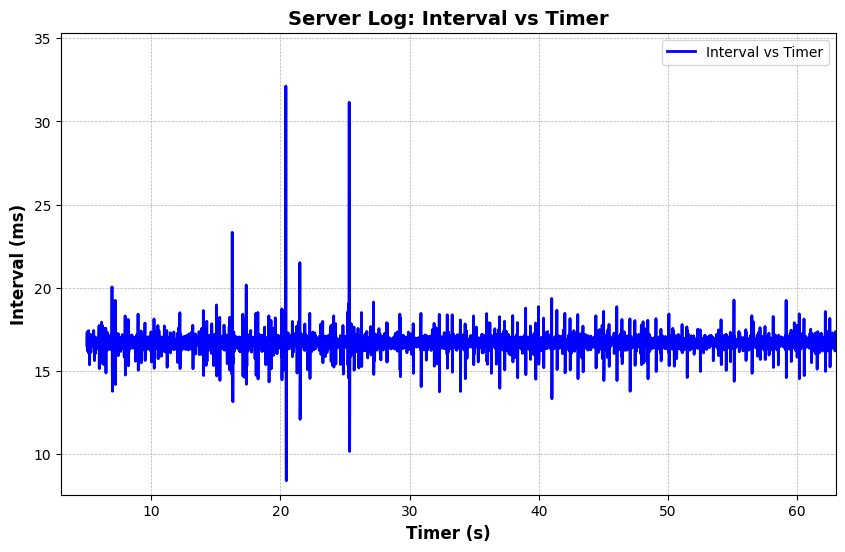 Server Log: Interval vs Timer
Interval vs Timer
35
30
25
20
15
10
Interval (ms)
10 20 30 40 50 60
Timer (s)